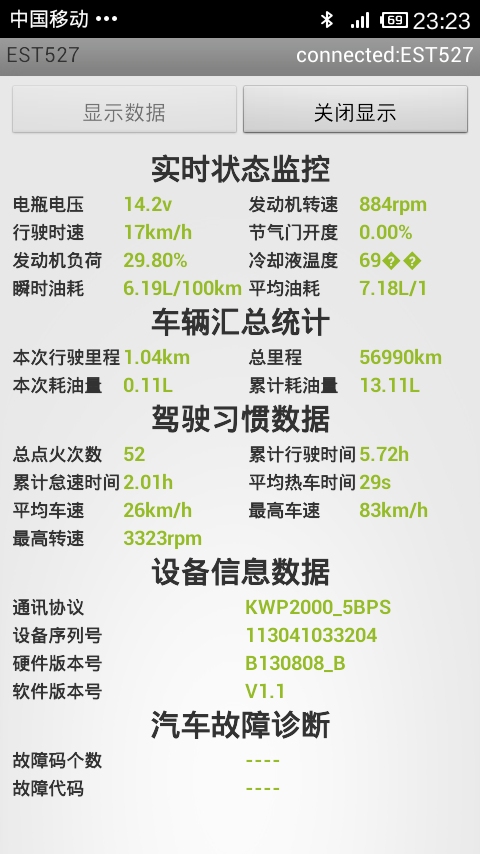 中国移动 ••• 69 23:23
EST527 connected:EST527
显示数据 关闭显示
实时状态监控
电瓶电压 14.2v 发动机转速 884rpm
行驶时速 17km/h 节气门开度 0.00%
发动机负荷 29.80% 冷却液温度 69��
瞬时油耗 6.19L/100km 平均油耗 7.18L/1
车辆汇总统计
本次行驶里程 1.04km 总里程 56990km
本次耗油量 0.11L 累计耗油量 13.11L
驾驶习惯数据
总点火次数 52 累计行驶时间 5.72h
累计怠速时间 2.01h 平均热车时间 29s
平均车速 26km/h 最高车速 83km/h
最高转速 3323rpm
设备信息数据
通讯协议 KWP2000_5BPS
设备序列号 113041033204
硬件版本号 B130808_B
软件版本号 V1.1
汽车故障诊断
故障码个数 ----
故障代码 ----